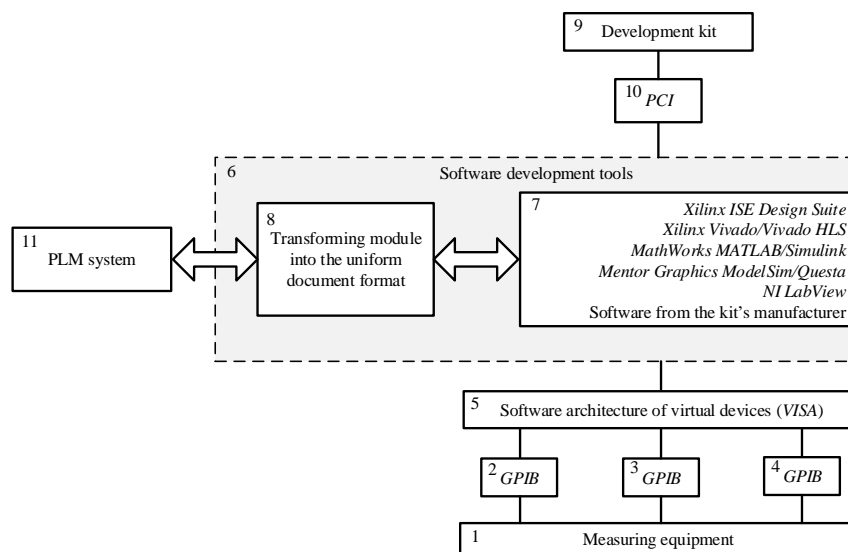 9
Development kit
10
PCI
6
Software development tools
11
PLM system
8
Transforming module
into the uniform
document format
7
Xilinx ISE Design Suite
Xilinx Vivado/Vivado HLS
MathWorks MATLAB/Simulink
Mentor Graphics ModelSim/Questa
NI LabView
Software from the kit's manufacturer
5
Software architecture of virtual devices (VISA)
2
GPIB
3
GPIB
4
GPIB
1
Measuring equipment